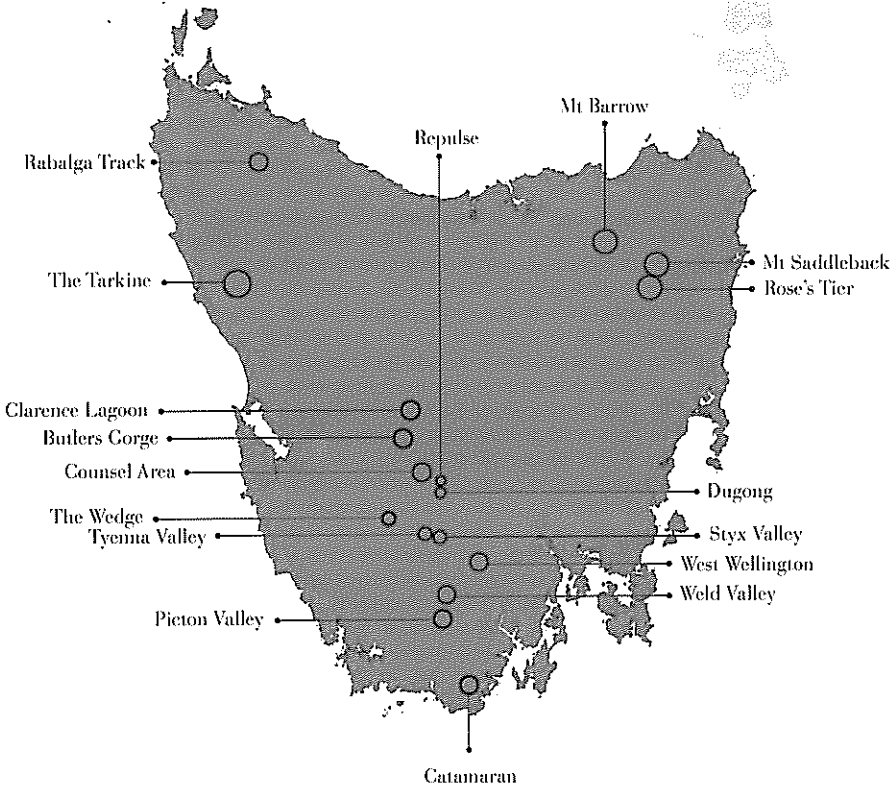 Mt Barrow
Repulse
Rabalga Track
Mt Saddleback
The Tarkine
Rose's Tier
Clarence Lagoon
Butlers Gorge
Counsel Area
Dugong
The Wedge
Tyenna Valley
Styx Valley
West Wellington
Weld Valley
Picton Valley
Catamaran